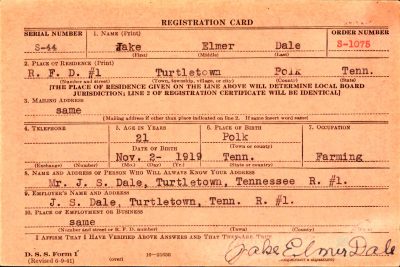 REGISTRATION CARD
SERIAL NUMBER 1. NAME (Print) ORDER NUMBER
S-44 Jake Elmer Dale S-1075
(First) (Middle) (Last)
2. PLACE OF RESIDENCE (Print)
R. F. D. #1 Turtletown Polk Tenn.
(Number and street) (Town, township, village, or city) (County) (State)
[THE PLACE OF RESIDENCE GIVEN ON THE LINE ABOVE WILL DETERMINE LOCAL BOARD
JURISDICTION; LINE 2 OF REGISTRATION CERTIFICATE WILL BE IDENTICAL]
3. MAILING ADDRESS
same
[Mailing address if other than place indicated on line 2. If same insert word same]
4. TELEPHONE 5. AGE IN YEARS 6. PLACE OF BIRTH 7. OCCUPATION
21 Polk
DATE OF BIRTH (Town or county)
Nov. 2- 1919 Tenn. Farming
(Exchange) (Number) (Mo.) (Day) (Yr.) (State or country)
8. NAME AND ADDRESS OF PERSON WHO WILL ALWAYS KNOW YOUR ADDRESS
Mr. J. S. Dale, Turtletown, Tennessee R. #1.
9. EMPLOYER'S NAME AND ADDRESS
J. S. Dale, Turtletown, Tenn. R. #1.
10. PLACE OF EMPLOYMENT OR BUSINESS
same
(Number and street or R. F. D. number) (Town) (County) (State)
I AFFIRM THAT I HAVE VERIFIED ABOVE ANSWERS AND THAT THEY ARE TRUE
D. S. S. Form 1 Jake Elmer Dale
(Revised 6-9-41) (over)